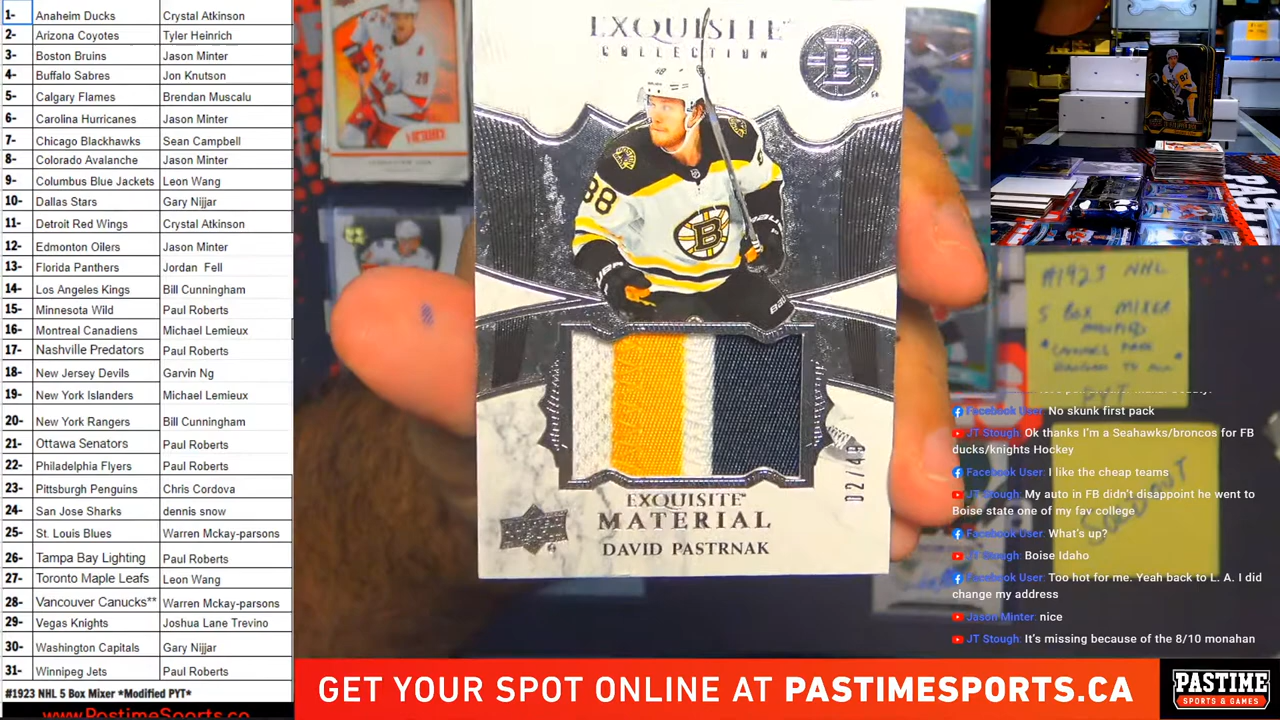 1- Anaheim Ducks Crystal Atkinson
2- Arizona Coyotes Tyler Heinrich
3- Boston Bruins Jason Minter
4- Buffalo Sabres Jon Knutson
5- Calgary Flames Brendan Muscalu
6- Carolina Hurricanes Jason Minter
7- Chicago Blackhawks Sean Campbell
8- Colorado Avalanche Jason Minter
9- Columbus Blue Jackets Leon Wang
10- Dallas Stars Gary Nijjar
11- Detroit Red Wings Crystal Atkinson
12- Edmonton Oilers Jason Minter
13- Florida Panthers Jordan Fell
14- Los Angeles Kings Bill Cunningham
15- Minnesota Wild Paul Roberts
16- Montreal Canadiens Michael Lemieux
17- Nashville Predators Paul Roberts
18- New Jersey Devils Garvin Ng
19- New York Islanders Michael Lemieux
20- New York Rangers Bill Cunningham
21- Ottawa Senators Paul Roberts
22- Philadelphia Flyers Paul Roberts
23- Pittsburgh Penguins Chris Cordova
24- San Jose Sharks dennis snow
25- St. Louis Blues Warren Mckay-parsons
26- Tampa Bay Lighting Paul Roberts
27- Toronto Maple Leafs Leon Wang
28- Vancouver Canucks** Warren Mckay-parsons
29- Vegas Knights Joshua Lane Trevino
30- Washington Capitals Gary Nijjar
31- Winnipeg Jets Paul Roberts
#1923 NHL 5 Box Mixer *Modified PYT*
www.PastimeSports.ca
EXQUISITE
COLLECTION
B
88
B
02/49
EXQUISITE
MATERIAL
DAVID PASTRNAK
#1923 NHL
5 BOX MIXER
MODIFIED
PYT
Facebook User: No skunk first pack
JT Stough: Ok thanks I'm a Seahawks/broncos for FB
ducks/knights Hockey
Facebook User: I like the cheap teams
JT Stough: My auto in FB didn't disappoint he went to
Boise state one of my fav college
Facebook User: What's up?
JT Stough: Boise Idaho
Facebook User: Too hot for me. Yeah back to L. A. I did
change my address
Jason Minter: nice
JT Stough: It's missing because of the 8/10 monahan
GET YOUR SPOT ONLINE AT PASTIMESPORTS.CA
PASTIME
SPORTS & GAMES